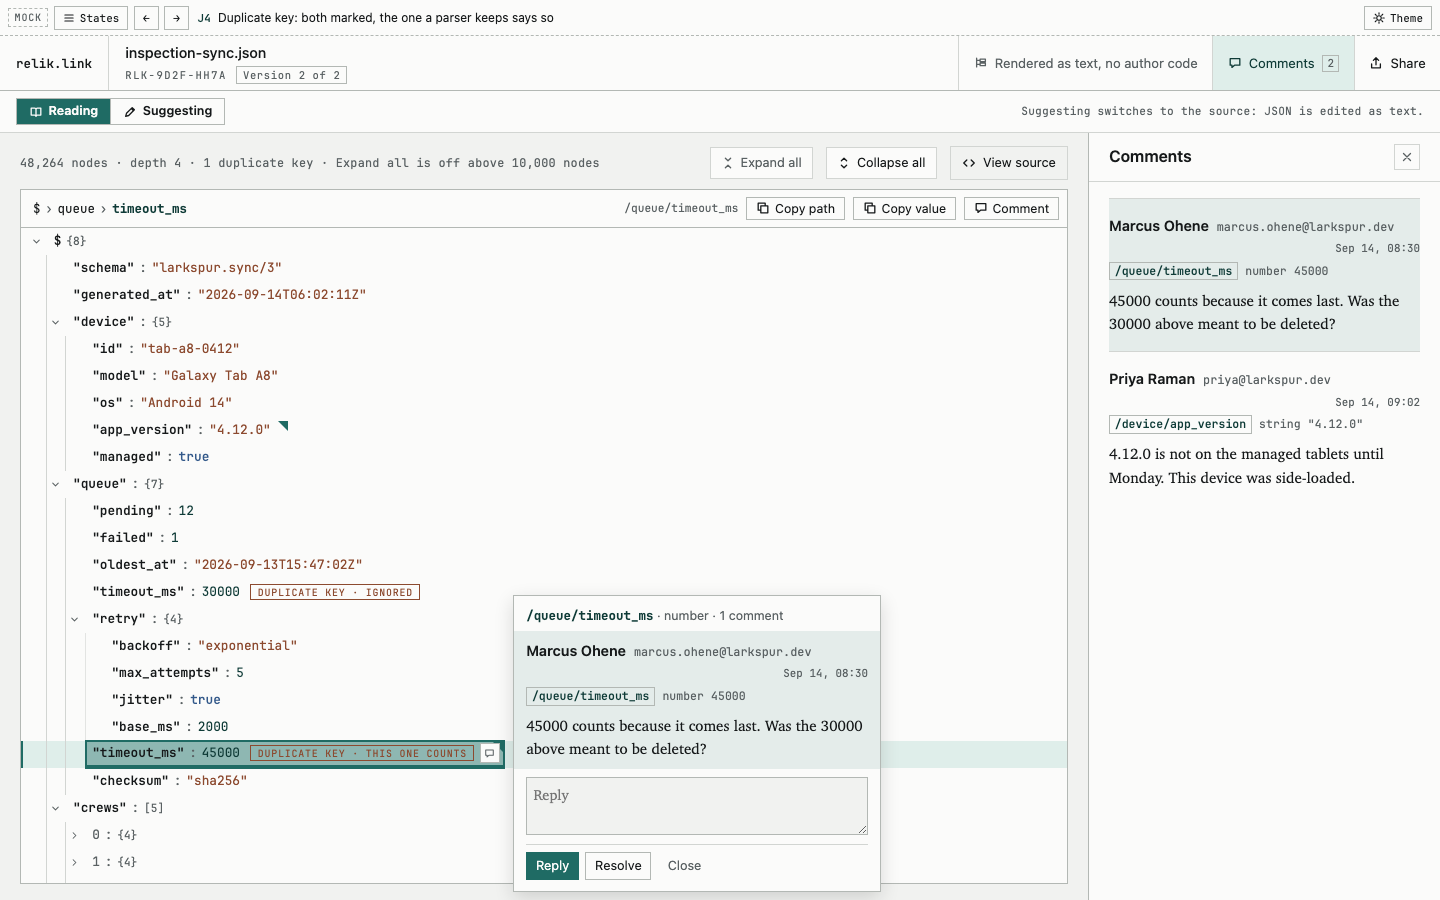 MOCK States ← → J4 Duplicate key: both marked, the one a parser keeps says so Theme
relik.link
inspection-sync.json
RLK-9D2F-HH7A Version 2 of 2
Rendered as text, no author code Comments 2 Share
Reading Suggesting Suggesting switches to the source: JSON is edited as text.
48,264 nodes · depth 4 · 1 duplicate key · Expand all is off above 10,000 nodes Expand all Collapse all View source
$ › queue › timeout_ms /queue/timeout_ms Copy path Copy value Comment
$ {8}
"schema" : "larkspur.sync/3"
"generated_at" : "2026-09-14T06:02:11Z"
"device" : {5}
"id" : "tab-a8-0412"
"model" : "Galaxy Tab A8"
"os" : "Android 14"
"app_version" : "4.12.0"
"managed" : true
"queue" : {7}
"pending" : 12
"failed" : 1
"oldest_at" : "2026-09-13T15:47:02Z"
"timeout_ms" : 30000 DUPLICATE KEY · IGNORED
"retry" : {4}
"backoff" : "exponential"
"max_attempts" : 5
"jitter" : true
"base_ms" : 2000
"timeout_ms" : 45000 DUPLICATE KEY · THIS ONE COUNTS
"checksum" : "sha256"
"crews" : [5]
0 : {4}
1 : {4}
/queue/timeout_ms · number · 1 comment
Marcus Ohene marcus.ohene@larkspur.dev
Sep 14, 08:30
/queue/timeout_ms number 45000
45000 counts because it comes last. Was the 30000
above meant to be deleted?
Reply
Reply Resolve Close
Comments
Marcus Ohene marcus.ohene@larkspur.dev
Sep 14, 08:30
/queue/timeout_ms number 45000
45000 counts because it comes last. Was the
30000 above meant to be deleted?
Priya Raman priya@larkspur.dev
Sep 14, 09:02
/device/app_version string "4.12.0"
4.12.0 is not on the managed tablets until
Monday. This device was side-loaded.